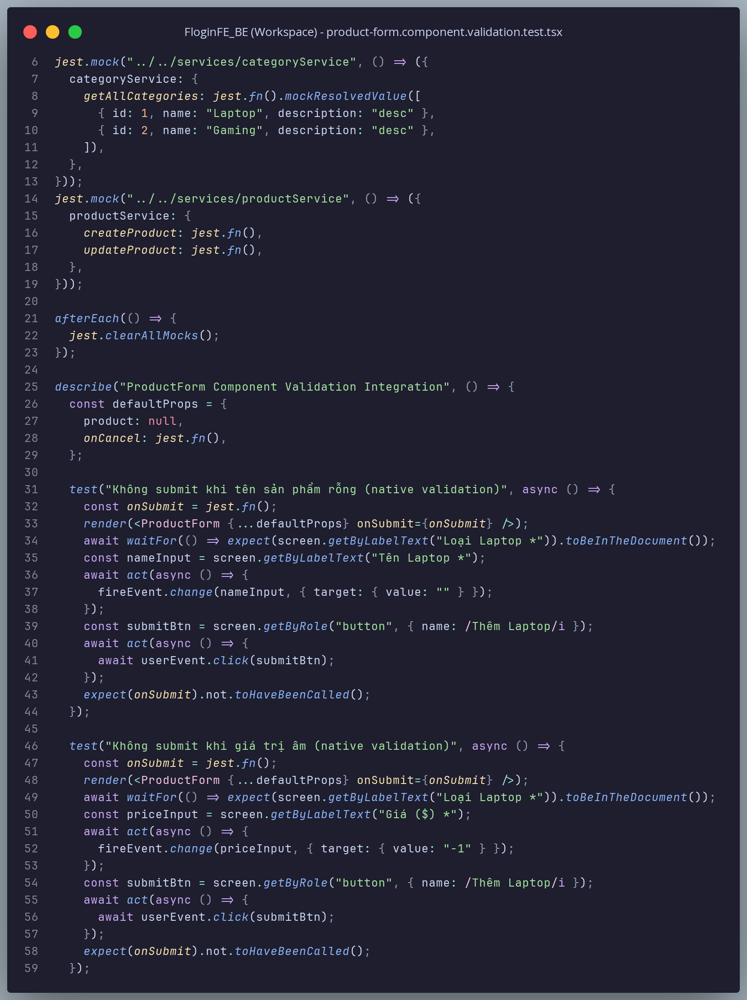 FloginFE_BE (Workspace) - product-form.component.validation.test.tsx
6 jest.mock("../../services/categoryService", () => ({
7   categoryService: {
8     getAllCategories: jest.fn().mockResolvedValue([
9       { id: 1, name: "Laptop", description: "desc" },
10       { id: 2, name: "Gaming", description: "desc" },
11     ]),
12   },
13 }));
14 jest.mock("../../services/productService", () => ({
15   productService: {
16     createProduct: jest.fn(),
17     updateProduct: jest.fn(),
18   },
19 }));
20
21 afterEach(() => {
22   jest.clearAllMocks();
23 });
24
25 describe("ProductForm Component Validation Integration", () => {
26   const defaultProps = {
27     product: null,
28     onCancel: jest.fn(),
29   };
30
31   test("Không submit khi tên sản phẩm rỗng (native validation)", async () => {
32     const onSubmit = jest.fn();
33     render(<ProductForm {...defaultProps} onSubmit={onSubmit} />);
34     await waitFor(() => expect(screen.getByLabelText("Loại Laptop *")).toBeInTheDocument());
35     const nameInput = screen.getByLabelText("Tên Laptop *");
36     await act(async () => {
37       fireEvent.change(nameInput, { target: { value: "" } });
38     });
39     const submitBtn = screen.getByRole("button", { name: /Thêm Laptop/i });
40     await act(async () => {
41       await userEvent.click(submitBtn);
42     });
43     expect(onSubmit).not.toHaveBeenCalled();
44   });
45
46   test("Không submit khi giá trị âm (native validation)", async () => {
47     const onSubmit = jest.fn();
48     render(<ProductForm {...defaultProps} onSubmit={onSubmit} />);
49     await waitFor(() => expect(screen.getByLabelText("Loại Laptop *")).toBeInTheDocument());
50     const priceInput = screen.getByLabelText("Giá ($) *");
51     await act(async () => {
52       fireEvent.change(priceInput, { target: { value: "-1" } });
53     });
54     const submitBtn = screen.getByRole("button", { name: /Thêm Laptop/i });
55     await act(async () => {
56       await userEvent.click(submitBtn);
57     });
58     expect(onSubmit).not.toHaveBeenCalled();
59   });